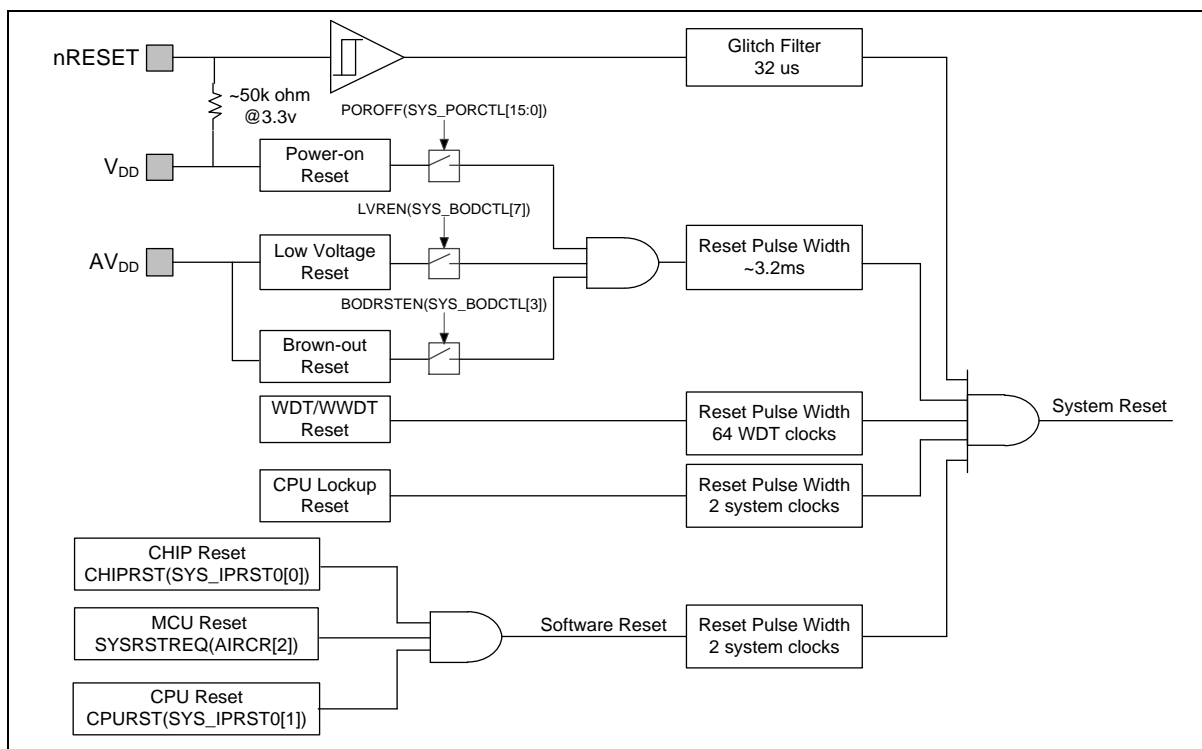 nRESET
Glitch Filter
32 us
~50k ohm
@3.3v
POROFF(SYS_PORCTL[15:0])
VDD
Power-on
Reset
LVREN(SYS_BODCTL[7])
AVDD
Low Voltage
Reset
Reset Pulse Width
~3.2ms
BODRSTEN(SYS_BODCTL[3])
Brown-out
Reset
WDT/WWDT
Reset
Reset Pulse Width
64 WDT clocks
System Reset
CPU Lockup
Reset
Reset Pulse Width
2 system clocks
CHIP Reset
CHIPRST(SYS_IPRST0[0])
MCU Reset
SYSRSTREQ(AIRCR[2])
Software Reset
Reset Pulse Width
2 system clocks
CPU Reset
CPURST(SYS_IPRST0[1])